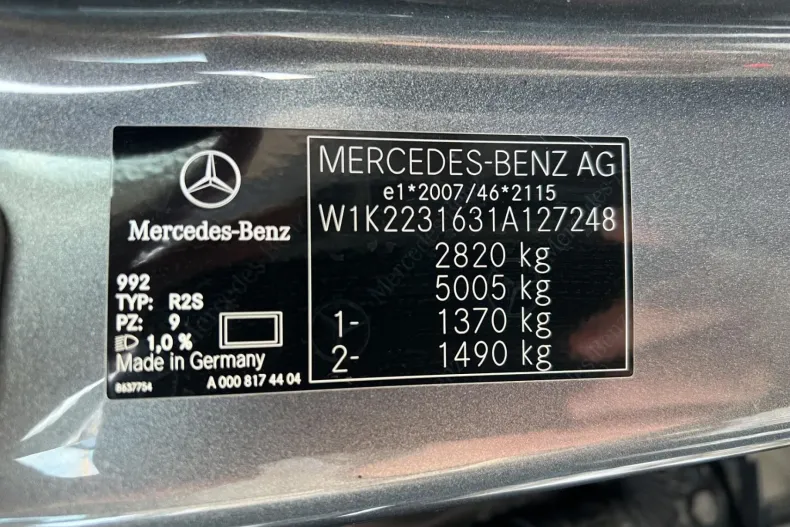 Mercedes-Benz
992
TYP: R2S
PZ: 9
1,0 %
Made in Germany
8637754
A 000 817 44 04
MERCEDES-BENZ AG
e1*2007/46*2115
W1K2231631A127248
2820 kg
5005 kg
1- 1370 kg
2- 1490 kg